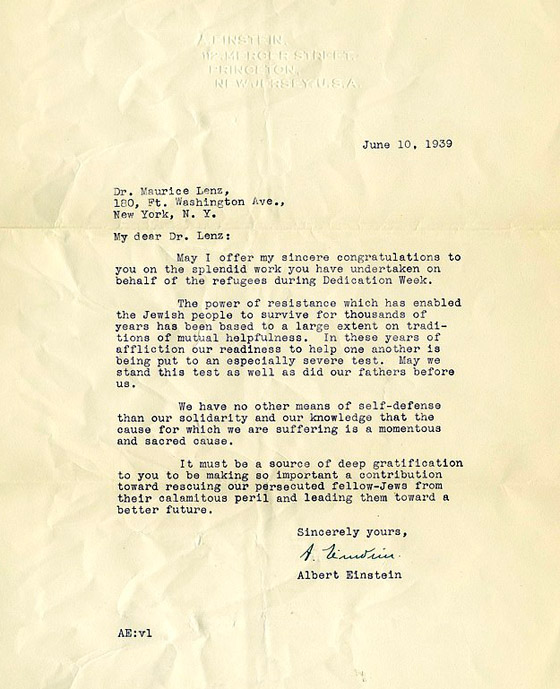 A. EINSTEIN.
112, MERCER STREET,
PRINCETON,
NEW JERSEY, U.S.A.
June 10, 1939
Dr. Maurice Lenz,
180, Ft. Washington Ave.,
New York, N. Y.
My dear Dr. Lenz:
May I offer my sincere congratulations to
you on the splendid work you have undertaken on
behalf of the refugees during Dedication Week.
The power of resistance which has enabled
the Jewish people to survive for thousands of
years has been based to a large extent on tradi-
tions of mutual helpfulness. In these years of
affliction our readiness to help one another is
being put to an especially severe test. May we
stand this test as well as did our fathers before
us.
We have no other means of self-defense
than our solidarity and our knowledge that the
cause for which we are suffering is a momentous
and sacred cause.
It must be a source of deep gratification
to you to be making so important a contribution
toward rescuing our persecuted fellow-Jews from
their calamitous peril and leading them toward a
better future.
Sincerely yours,
A. Einstein.
Albert Einstein
AE:vl